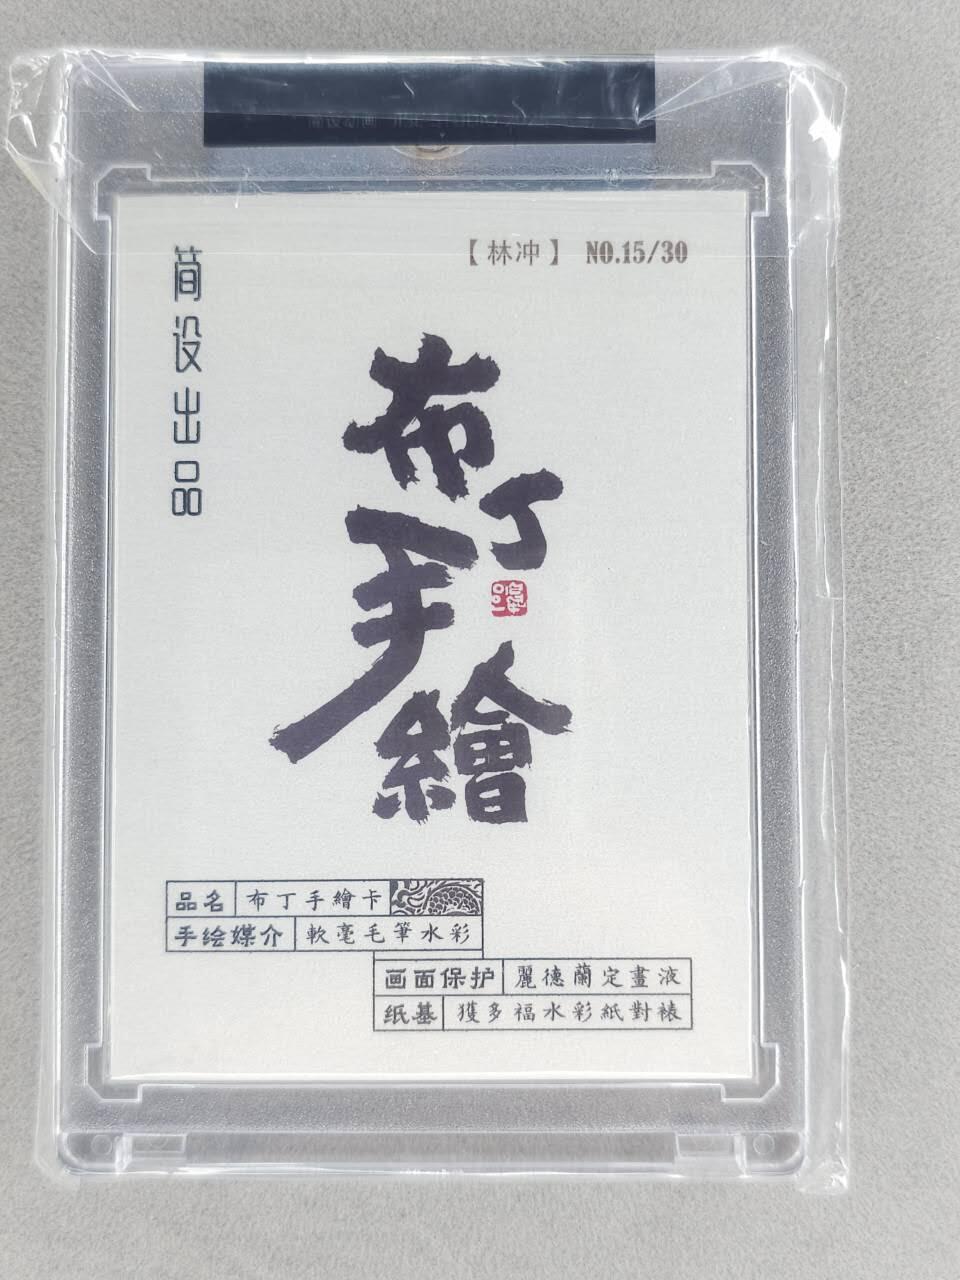 简设出品
【林冲】 NO.15/30
布丁
手繪
品名 布丁手繪卡
手绘媒介 軟毫毛筆水彩
画面保护 麗德蘭定畫液
纸基 獲多福水彩紙對裱